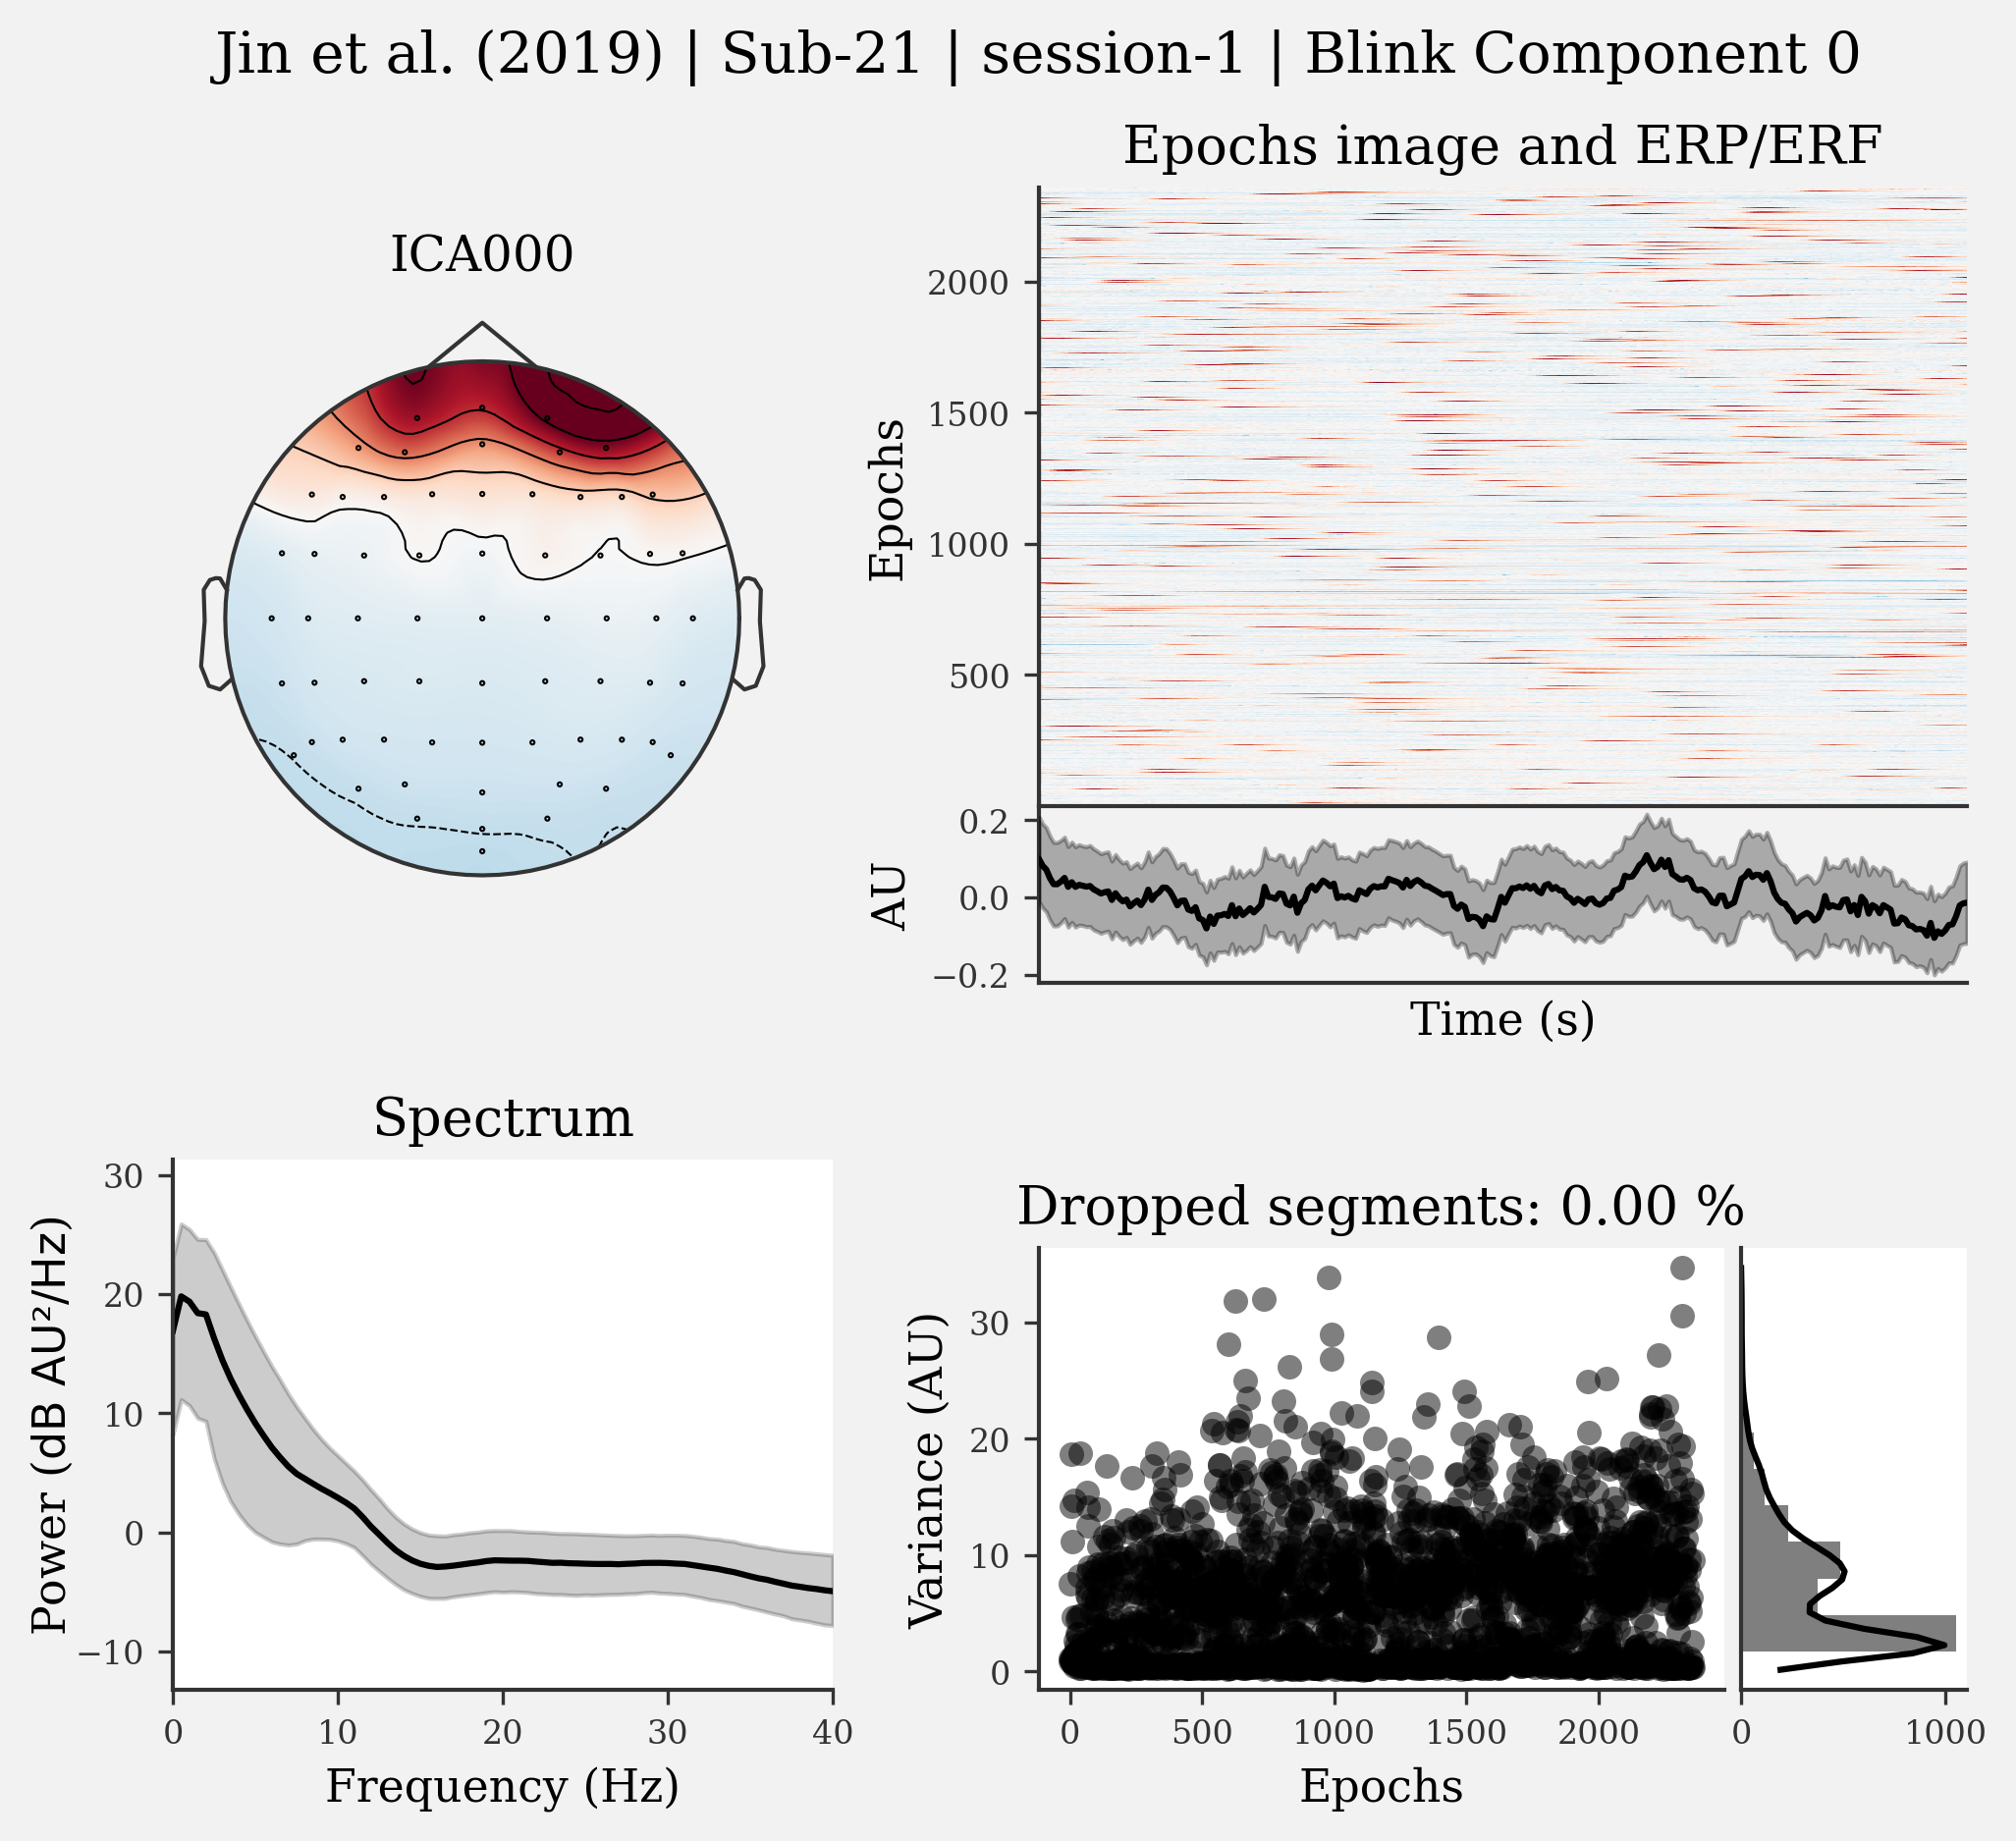 Jin et al. (2019) | Sub-21 | session-1 | Blink Component 0
ICA000
Epochs image and ERP/ERF
Epochs
2000
1500
1000
500
AU
0.2
0.0
−0.2
Time (s)
Spectrum
Power (dB AU²/Hz)
30
20
10
0
−10
0 10 20 30 40
Frequency (Hz)
Dropped segments: 0.00 %
Variance (AU)
30
20
10
0
0 500 1000 1500 2000
0 1000
Epochs